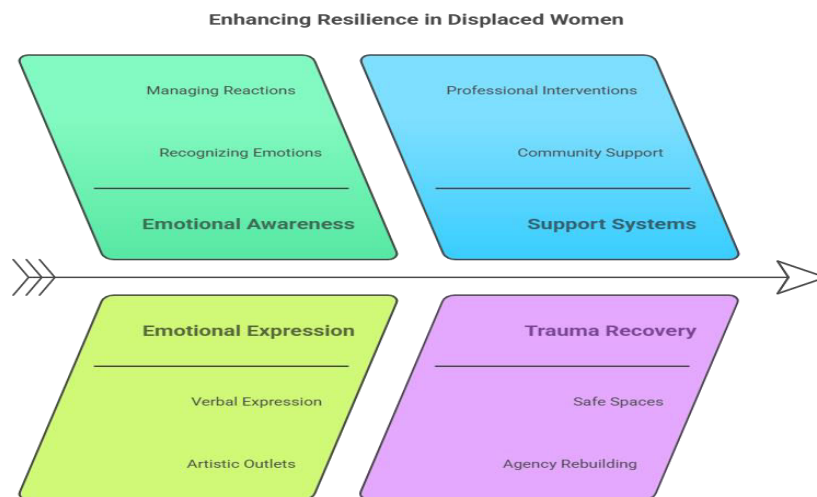 Enhancing Resilience in Displaced Women
Managing Reactions
Recognizing Emotions
Emotional Awareness
Professional Interventions
Community Support
Support Systems
Emotional Expression
Verbal Expression
Artistic Outlets
Trauma Recovery
Safe Spaces
Agency Rebuilding